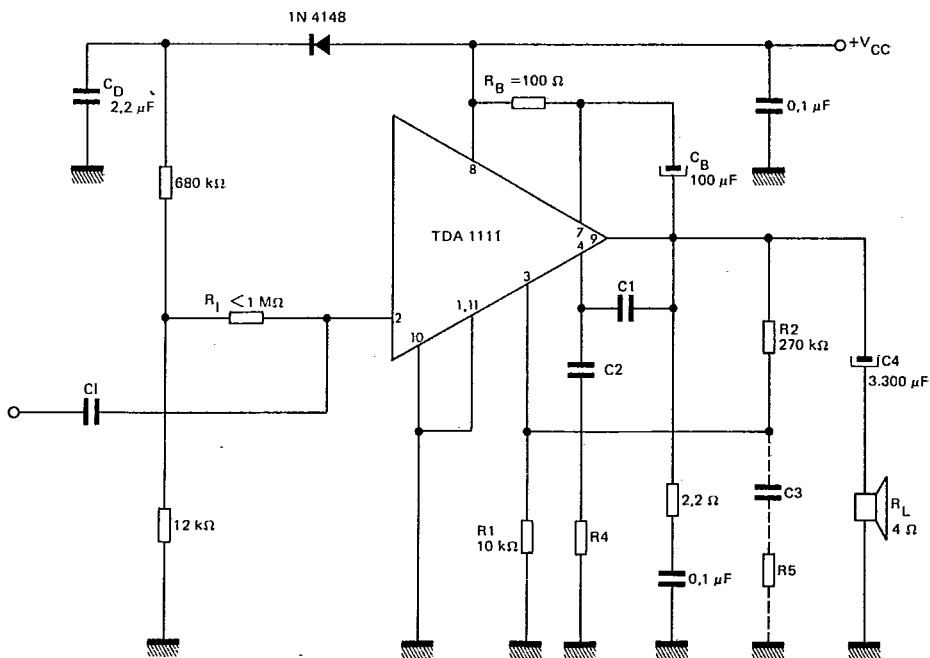 1N 4148
+VCC
CD
2,2 µF
RB =100 Ω
0,1 µF
CB
100 µF
680 kΩ
8
TDA 1111
7
9
4
3
C1
RI <1 MΩ
2
1,11
10
R2
270 kΩ
C4
3.300 µF
C2
CI
12 kΩ
R1
10 kΩ
R4
2,2 Ω
0,1 µF
C3
R5
RL
4 Ω